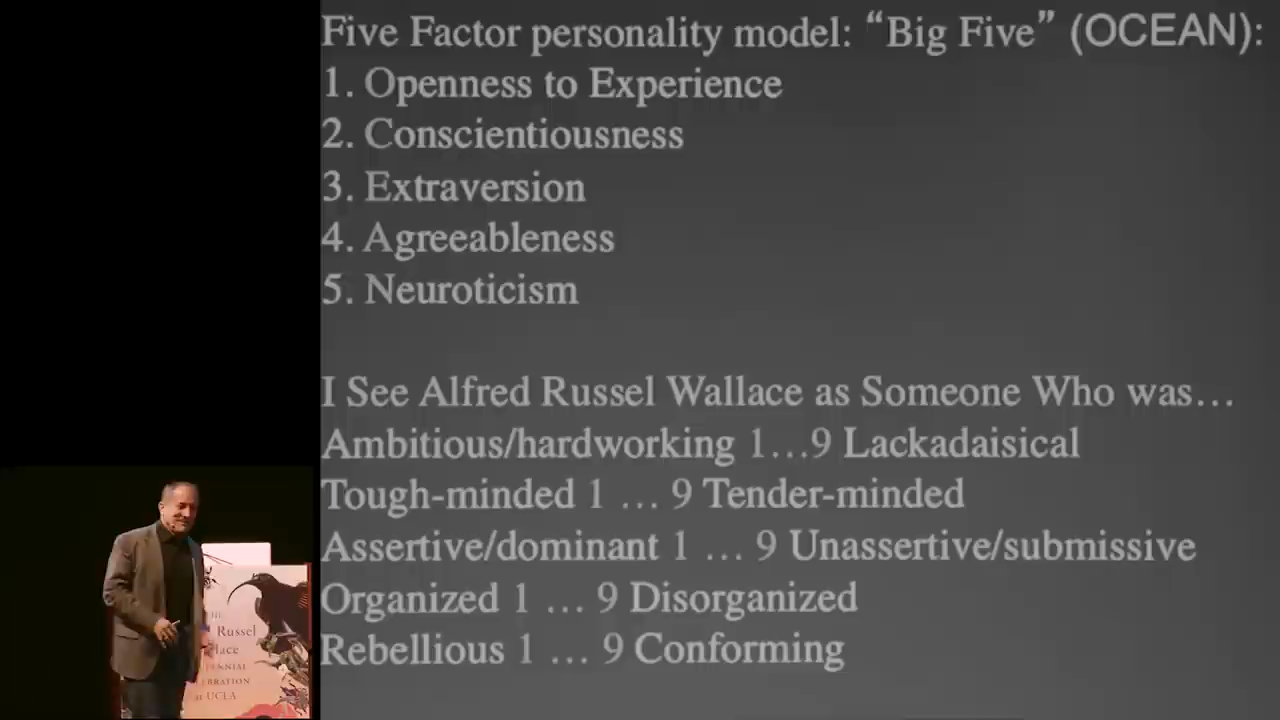 Five Factor personality model: “Big Five” (OCEAN):
1. Openness to Experience
2. Conscientiousness
3. Extraversion
4. Agreeableness
5. Neuroticism
I See Alfred Russel Wallace as Someone Who was…
Ambitious/hardworking 1…9 Lackadaisical
Tough-minded 1 … 9 Tender-minded
Assertive/dominant 1 … 9 Unassertive/submissive
Organized 1 … 9 Disorganized
Rebellious 1 … 9 Conforming
Russel
at UCLA